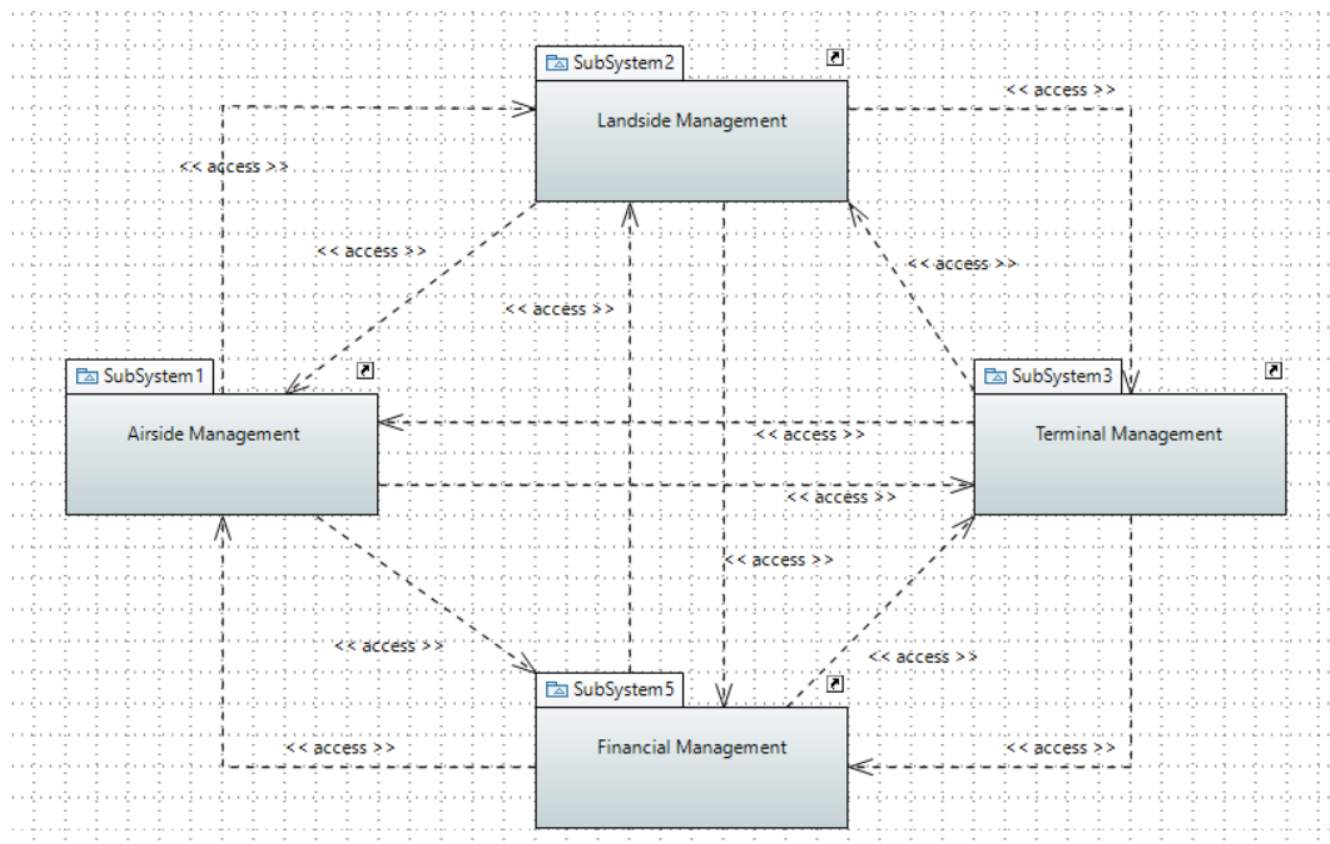 SubSystem2
Landside Management
<< access >>
<< access >>
<< access >>
<< access >>
<< access >>
SubSystem1
Airside Management
SubSystem3
Terminal Management
<< access >>
<< access >>
<< access >>
<< access >>
<< access >>
SubSystem5
Financial Management
<< access >>
<< access >>